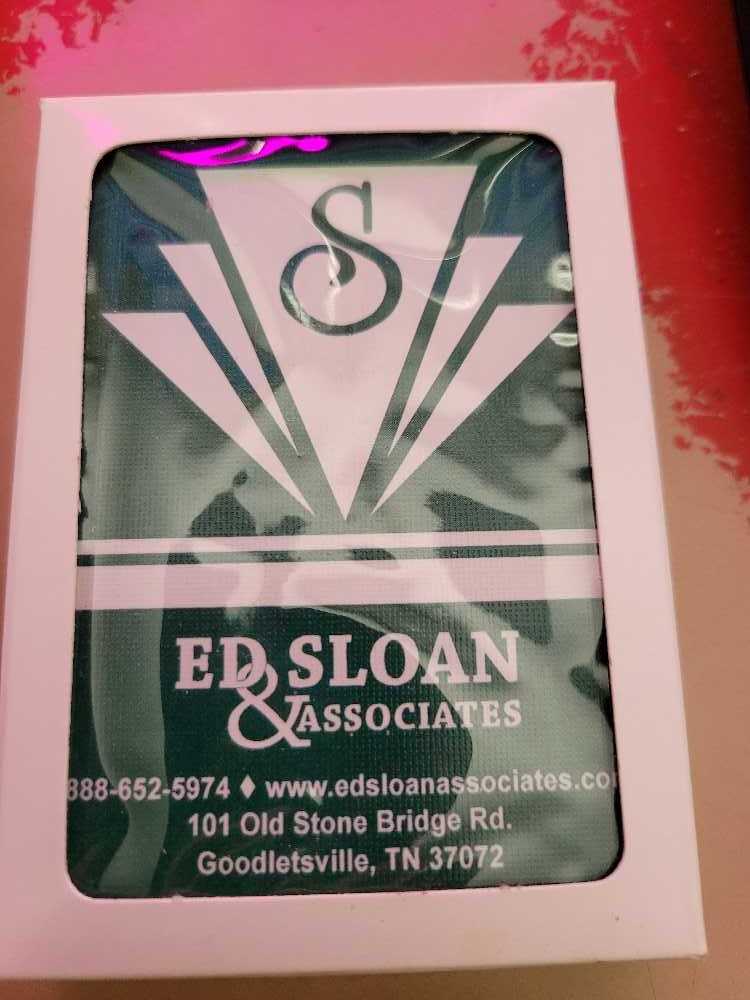 S
ED SLOAN
& ASSOCIATES
888-652-5974 ♦ www.edsloanassociates.co
101 Old Stone Bridge Rd.
Goodletsville, TN 37072